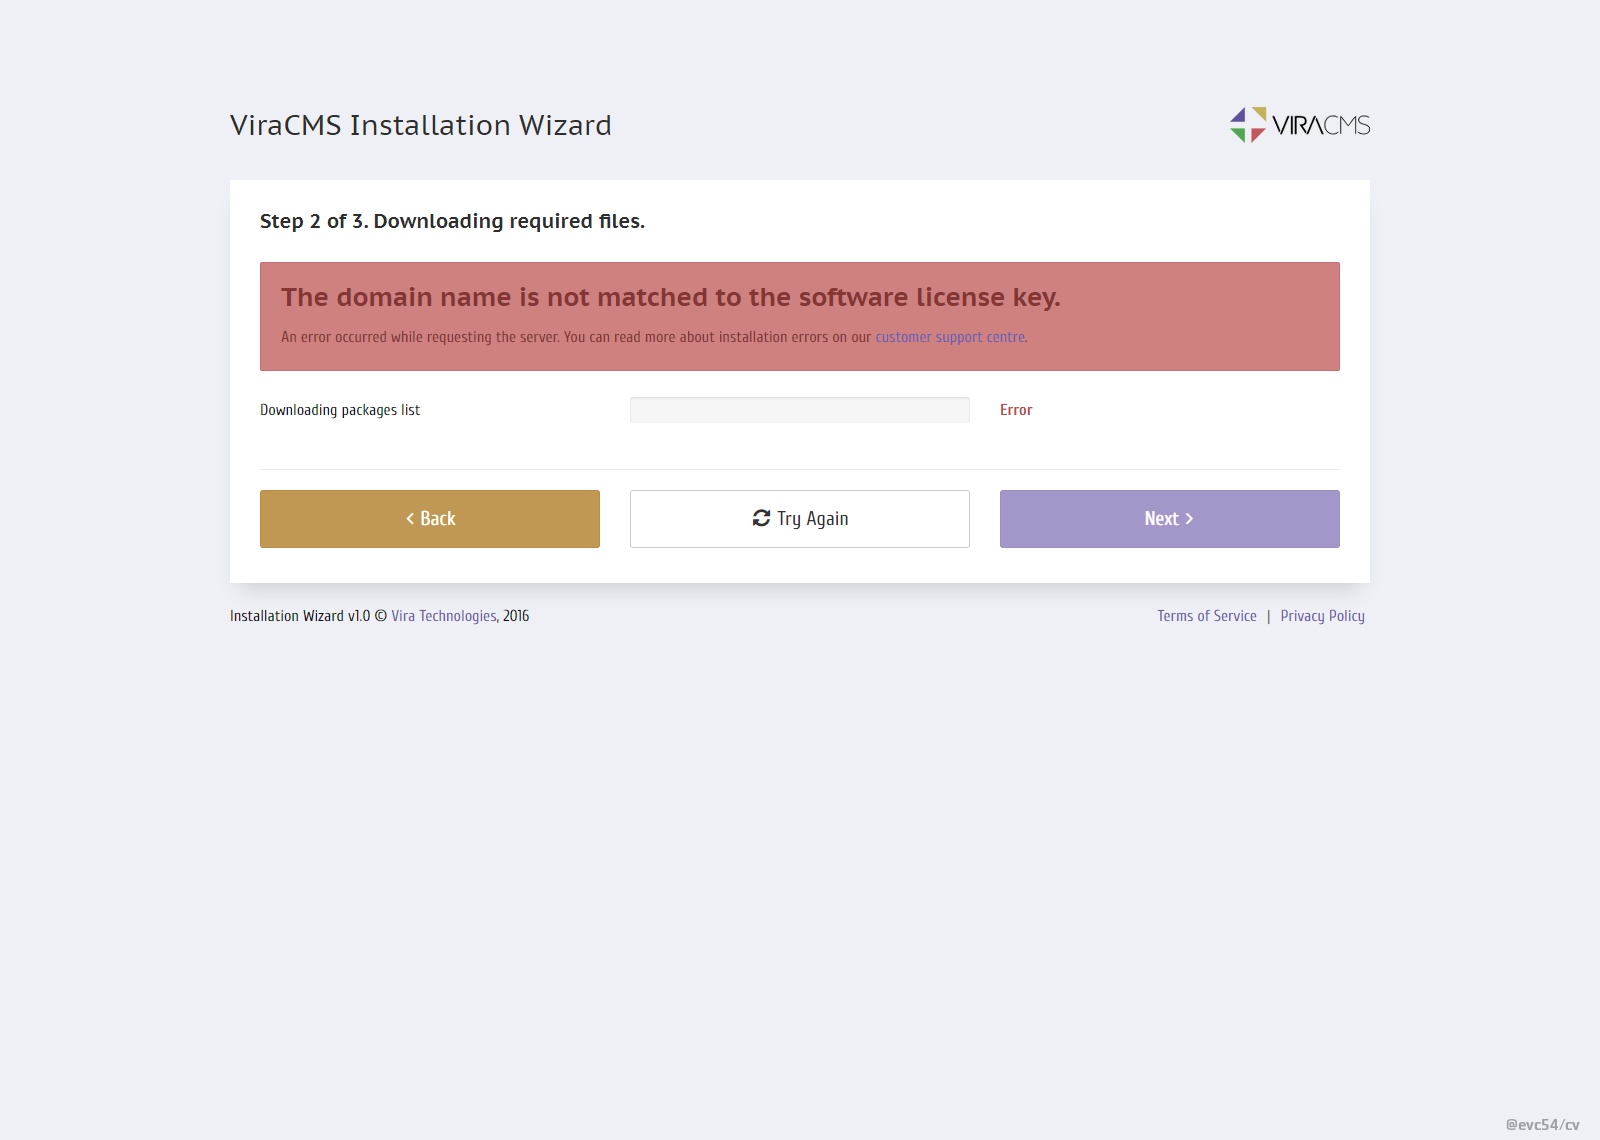 ViraCMS Installation Wizard
VIRACMS
Step 2 of 3. Downloading required files.
The domain name is not matched to the software license key.
An error occurred while requesting the server. You can read more about installation errors on our customer support centre.
Downloading packages list
Error
Back
Try Again
Next
Installation Wizard v1.0 © Vira Technologies, 2016
Terms of Service | Privacy Policy
@evc54/cv